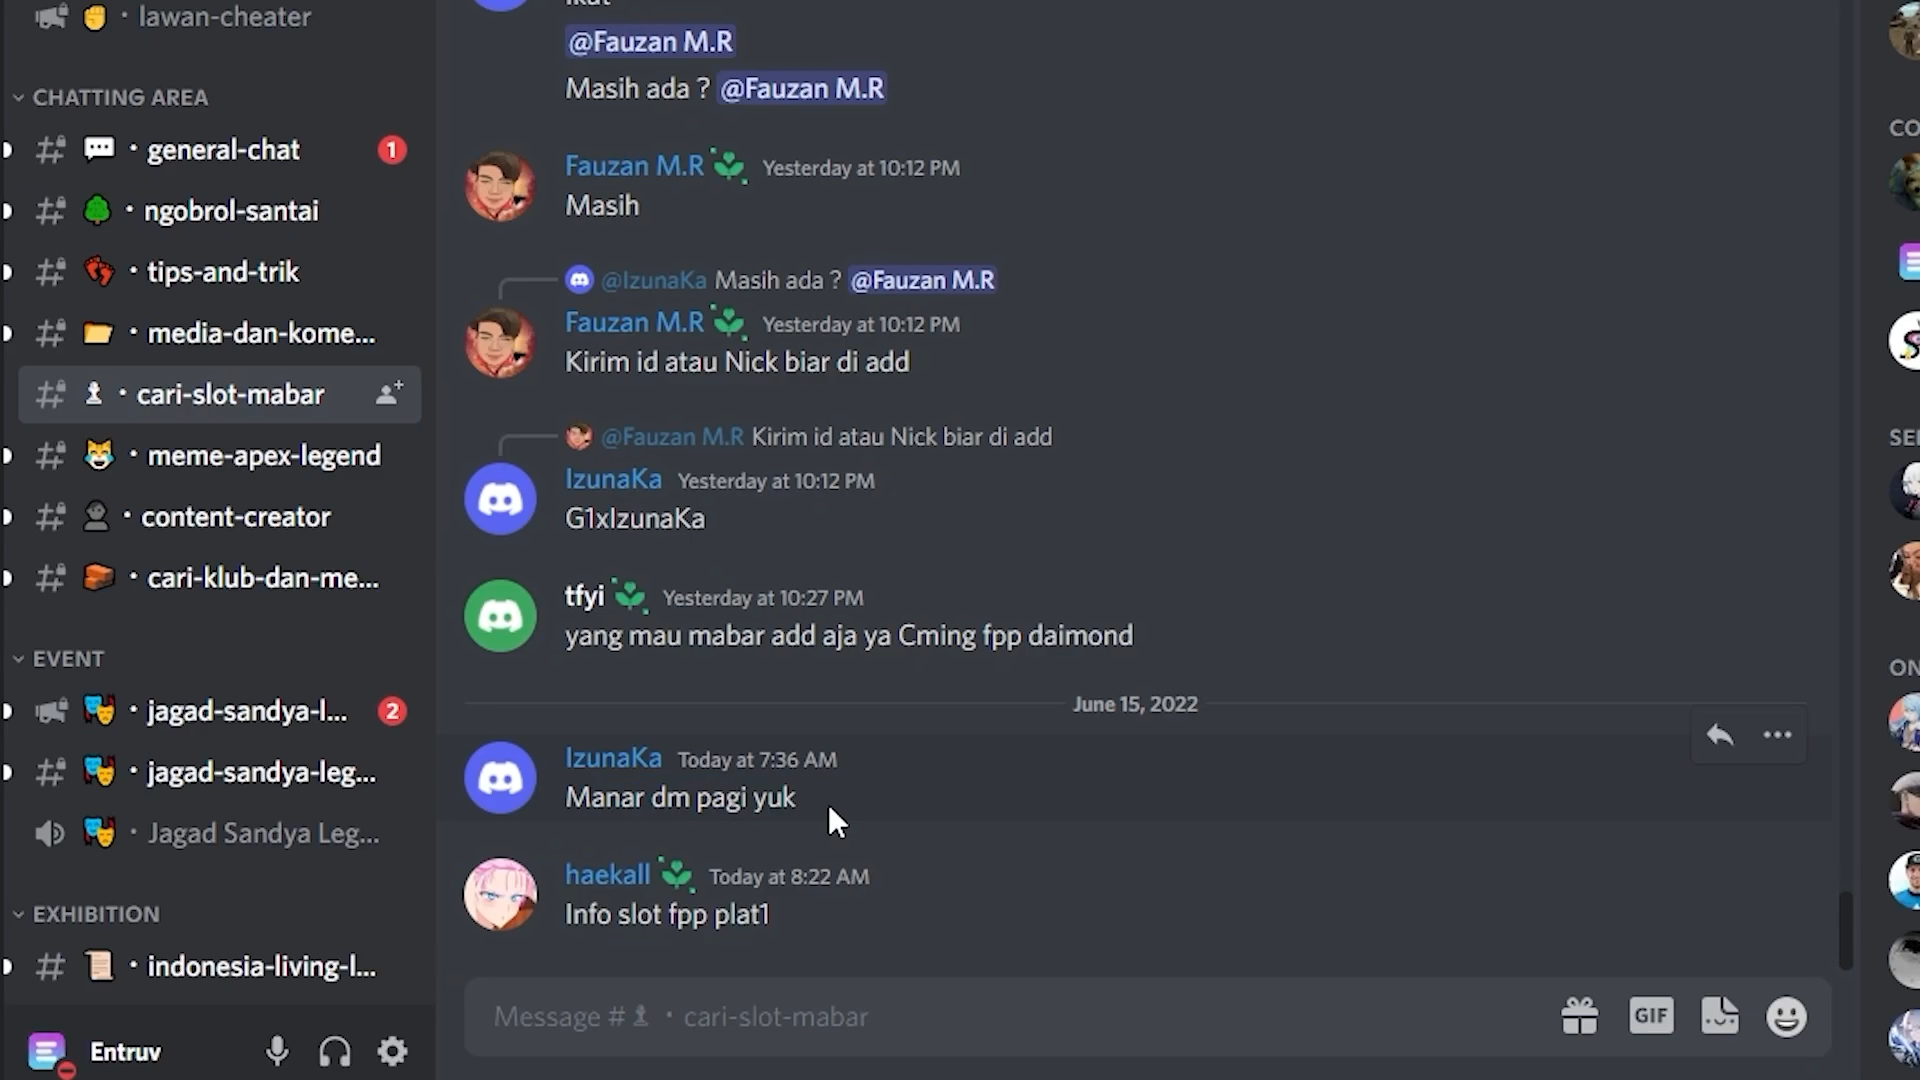 lawan-cheater
CHATTING AREA
general-chat 1
ngobrol-santai
tips-and-trik
media-dan-kome...
cari-slot-mabar
meme-apex-legend
content-creator
cari-klub-dan-me...
EVENT
jagad-sandya-l... 2
jagad-sandya-leg...
Jagad Sandya Leg...
EXHIBITION
indonesia-living-l...
Entruv
@Fauzan M.R
Masih ada ? @Fauzan M.R
Fauzan M.R Yesterday at 10:12 PM
Masih
@IzunaKa Masih ada ? @Fauzan M.R
Fauzan M.R Yesterday at 10:12 PM
Kirim id atau Nick biar di add
@Fauzan M.R Kirim id atau Nick biar di add
IzunaKa Yesterday at 10:12 PM
G1xIzunaKa
tfyi Yesterday at 10:27 PM
yang mau mabar add aja ya Cming fpp daimond
June 15, 2022
IzunaKa Today at 7:36 AM
Manar dm pagi yuk
haekall Today at 8:22 AM
Info slot fpp plat1
Message # cari-slot-mabar
GIF
CO
SE
ON